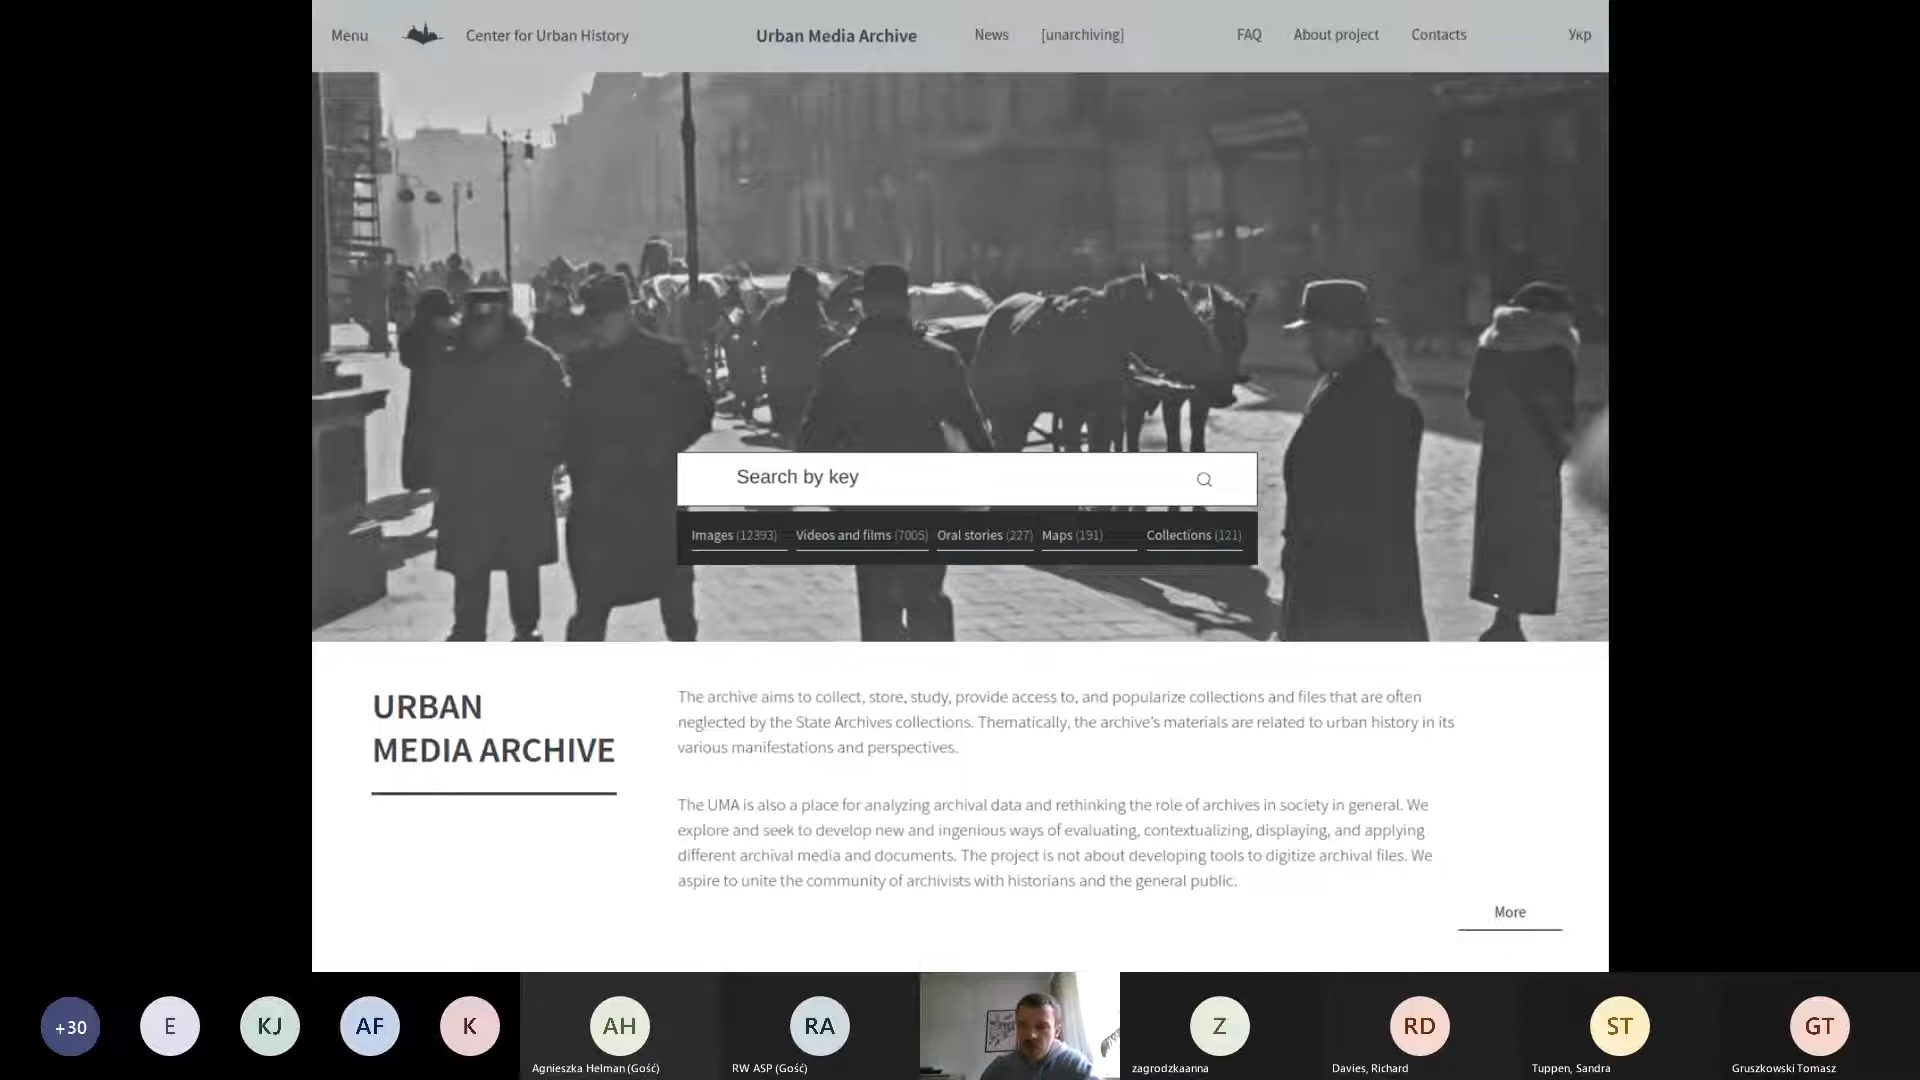 Menu
Center for Urban History
Urban Media Archive
News
[unarchiving]
FAQ
About project
Contacts
Укр
Search by key
Images (12393)
Videos and films (7005)
Oral stories (227)
Maps (191)
Collections (121)
URBAN
MEDIA ARCHIVE
The archive aims to collect, store, study, provide access to, and popularize collections and files that are often
neglected by the State Archives collections. Thematically, the archive's materials are related to urban history in its
various manifestations and perspectives.
The UMA is also a place for analyzing archival data and rethinking the role of archives in society in general. We
explore and seek to develop new and ingenious ways of evaluating, contextualizing, displaying, and applying
different archival media and documents. The project is not about developing tools to digitize archival files. We
aspire to unite the community of archivists with historians and the general public.
More
+30
E
KJ
AF
K
AH
Agnieszka Helman (Gość)
RA
RW ASP (Gość)
Z
zagrodzkaanna
RD
Davies, Richard
ST
Tuppen, Sandra
GT
Gruszkowski Tomasz